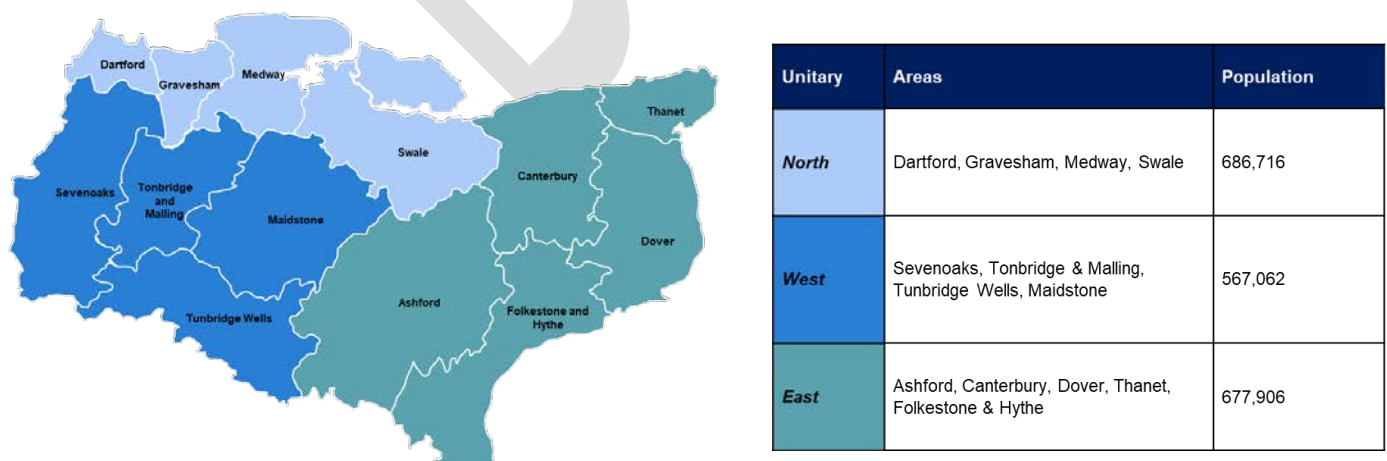 Dartford
Gravesham
Medway
Thanet
Swale
Canterbury
Sevenoaks
Tonbridge
and
Malling
Maidstone
Dover
Ashford
Folkestone and
Hythe
Tunbridge Wells
Unitary Areas Population
North Dartford, Gravesham, Medway, Swale 686,716
West Sevenoaks, Tonbridge & Malling,
Tunbridge Wells, Maidstone 567,062
East Ashford, Canterbury, Dover, Thanet,
Folkestone & Hythe 677,906